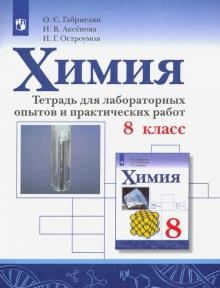 О. С. Габриелян
И. В. Аксёнова
И. Г. Остроумов
Химия
Тетрадь для лабораторных
опытов и практических работ
8 класс
Химия
8